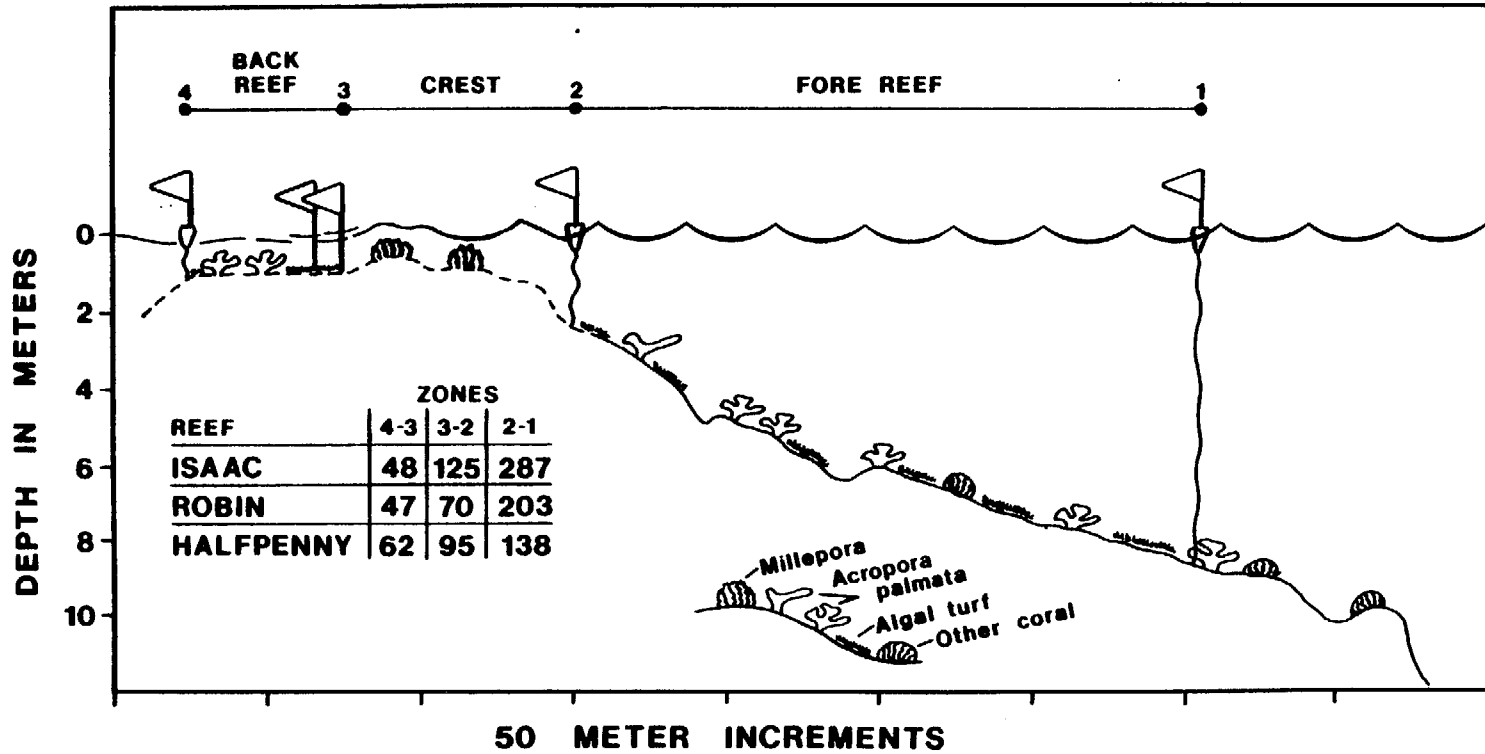 BACK
REEF
CREST
FORE REEF
4
3
2
1
DEPTH IN METERS
0
2
4
6
8
10
ZONES
REEF 4-3 3-2 2-1
ISAAC 48 125 287
ROBIN 47 70 203
HALFPENNY 62 95 138
Millepora
Acropora
palmata
Algal turf
Other coral
50 METER INCREMENTS